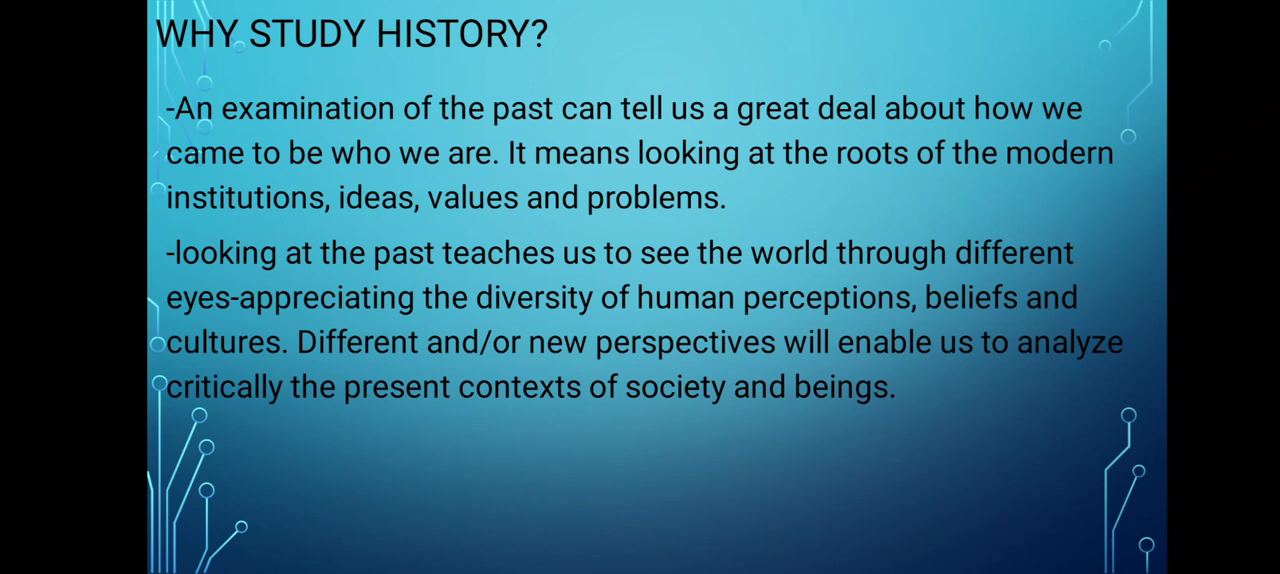 WHY STUDY HISTORY?
-An examination of the past can tell us a great deal about how we
came to be who we are. It means looking at the roots of the modern
institutions, ideas, values and problems.
-looking at the past teaches us to see the world through different
eyes-appreciating the diversity of human perceptions, beliefs and
cultures. Different and/or new perspectives will enable us to analyze
critically the present contexts of society and beings.